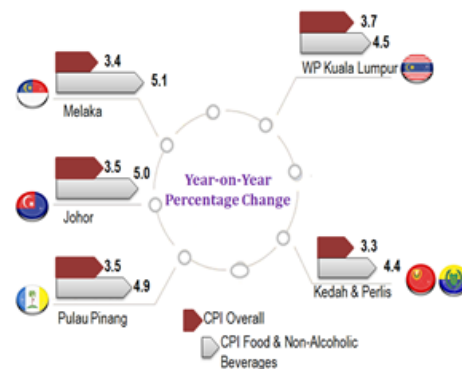 3.4
5.1
Melaka
3.7
4.5
WP Kuala Lumpur
3.5
5.0
Johor
Year-on-Year
Percentage Change
3.5
4.9
Pulau Pinang
3.3
4.4
Kedah & Perlis
CPI Overall
CPI Food & Non-Alcoholic
Beverages